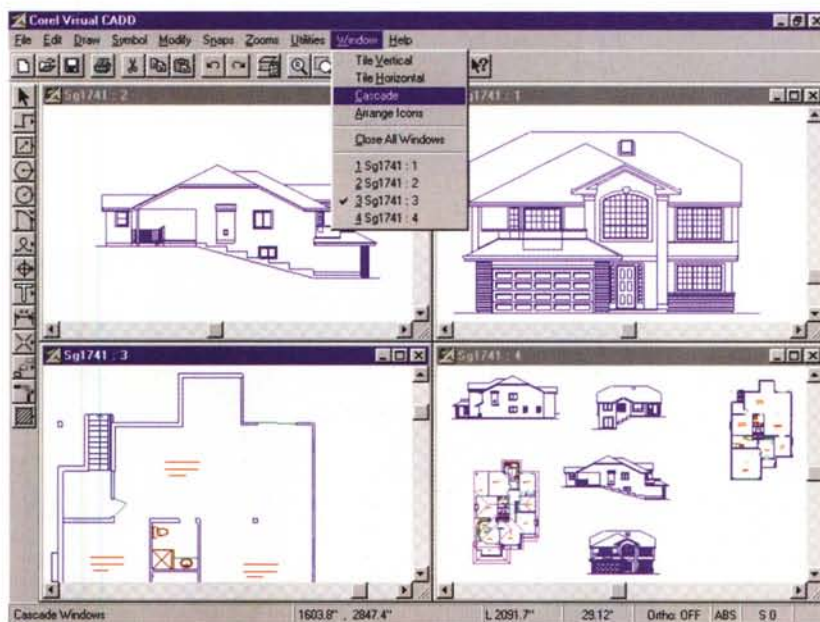 Corel Visual CADD
File Edit Draw Symbol Modify Snaps Zooms Utilities Window Help
Tile Vertical
Tile Horizontal
Cascade
Arrange Icons
Close All Windows
1 Sg1741 : 1
2 Sg1741 : 2
✓ 3 Sg1741 : 3
4 Sg1741 : 4
Sg1741 : 2
g1741 : 1
Sg1741 : 3
Sg1741 : 4
Cascade Windows 1603.8" , 2847.4" L 2091.7" 29.12° Ortho: OFF ABS S 0